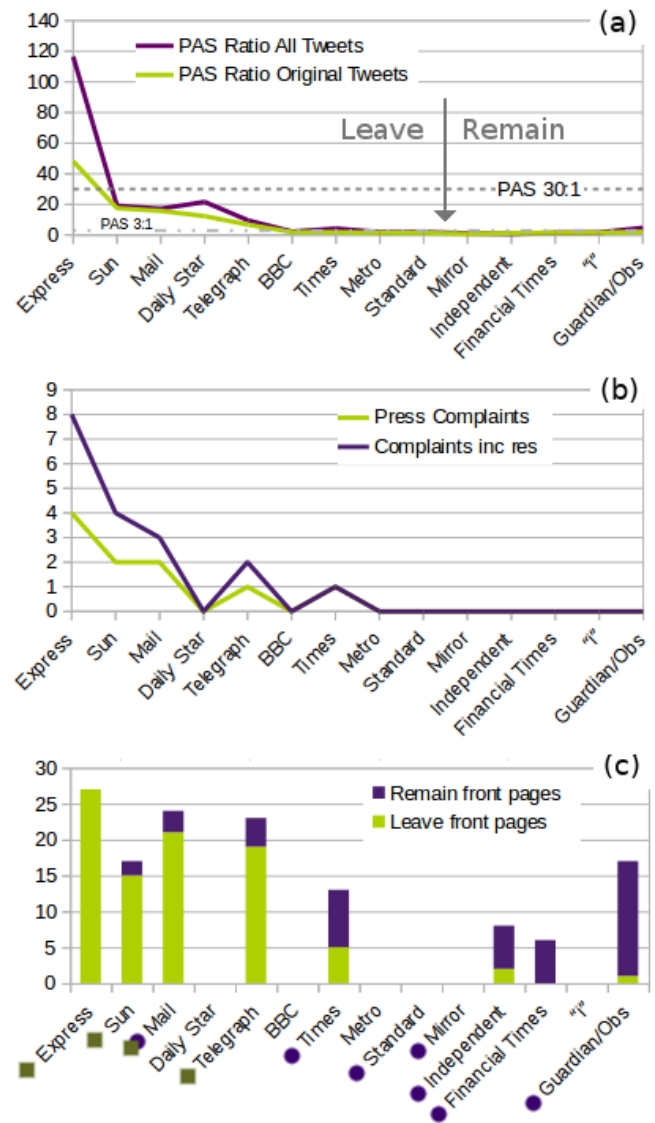 (a)
140
120
100
80
60
40
20
0
PAS Ratio All Tweets
PAS Ratio Original Tweets
Leave
Remain
PAS 30:1
PAS 3:1
Express
Sun
Mail
Daily Star
Telegraph
BBC
Times
Metro
Standard
Mirror
Independent
Financial Times
"i"
Guardian/Obs
(b)
9
8
7
6
5
4
3
2
1
0
Press Complaints
Complaints inc res
Express
Sun
Mail
Daily Star
Telegraph
BBC
Times
Metro
Standard
Mirror
Independent
Financial Times
"i"
Guardian/Obs
(c)
30
25
20
15
10
5
0
Remain front pages
Leave front pages
Express
Sun
Mail
Daily Star
Telegraph
BBC
Times
Metro
Standard
Mirror
Independent
Financial Times
"i"
Guardian/Obs